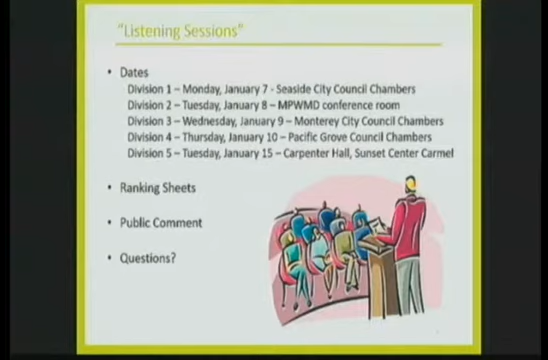 "Listening Sessions"
• Dates
Division 1 – Monday, January 7 - Seaside City Council Chambers
Division 2 – Tuesday, January 8 – MPWMD conference room
Division 3 – Wednesday, January 9 – Monterey City Council Chambers
Division 4 – Thursday, January 10 – Pacific Grove Council Chambers
Division 5 – Tuesday, January 15 – Carpenter Hall, Sunset Center Carmel
• Ranking Sheets
• Public Comment
• Questions?